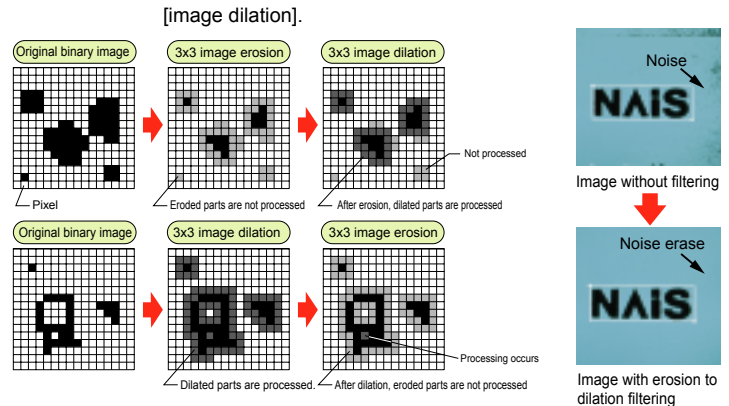 [image dilation].
Original binary image
3x3 image erosion
3x3 image dilation
Not processed
Pixel
Eroded parts are not processed
After erosion, dilated parts are processed
Original binary image
3x3 image dilation
3x3 image erosion
Processing occurs
Dilated parts are processed.
After dilation, eroded parts are not processed
Noise
NAIS
Image without filtering
Noise erase
NAIS
Image with erosion to
dilation filtering